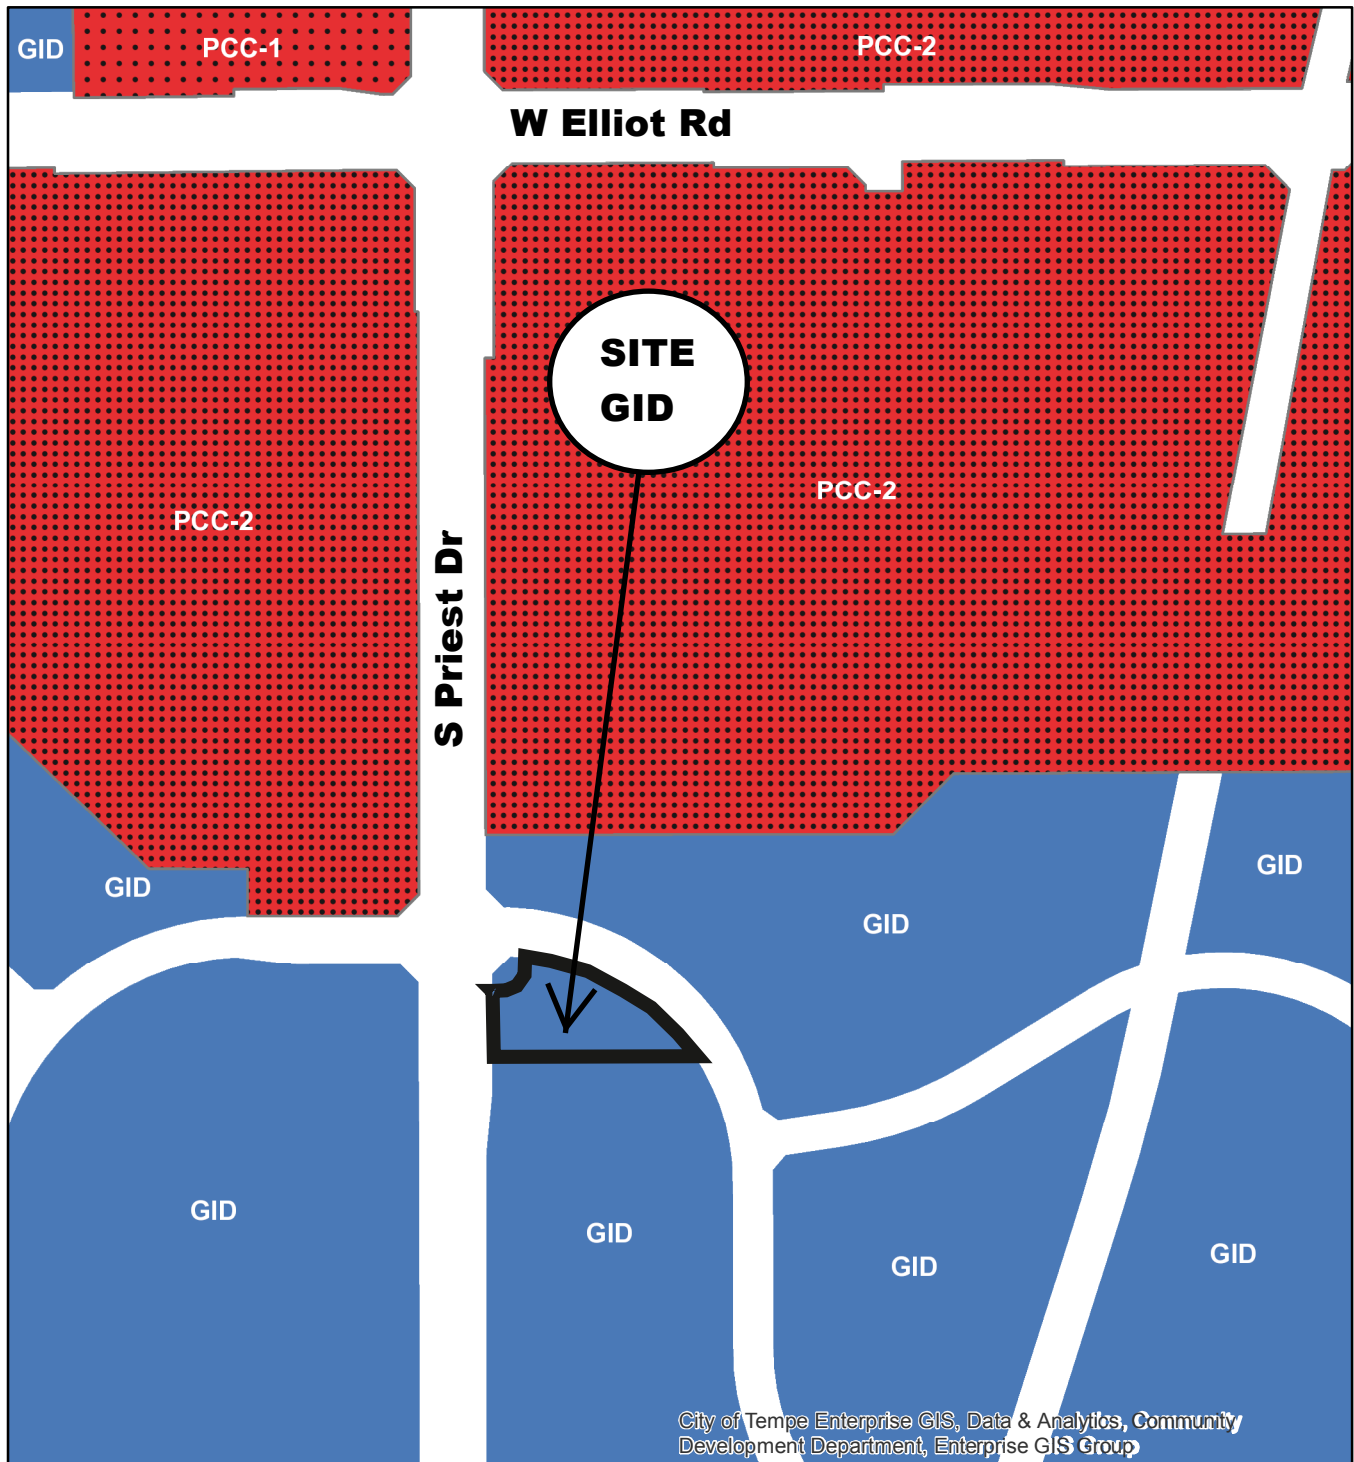 GID
PCC-1
PCC-2
W Elliot Rd
SITE
GID
PCC-2
PCC-2
S Priest Dr
GID
GID
GID
GID
GID
GID
GID
City of Tempe Enterprise GIS, Data & Analytics, Community
Development Department, Enterprise GIS Group